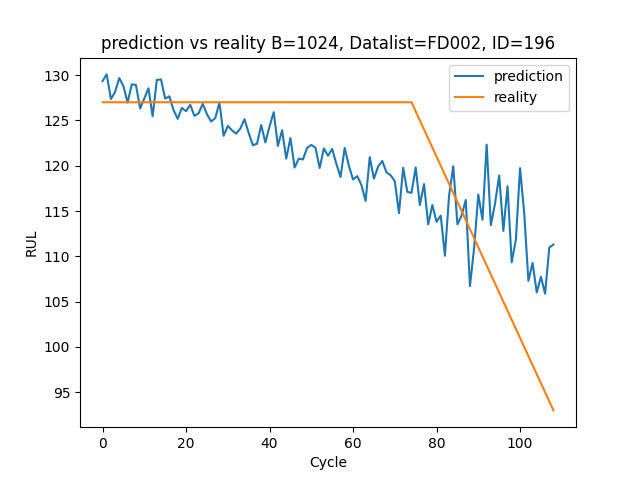 prediction vs reality B=1024, Datalist=FD002, ID=196
prediction
reality
RUL
130
125
120
115
110
105
100
95
0 20 40 60 80 100
Cycle